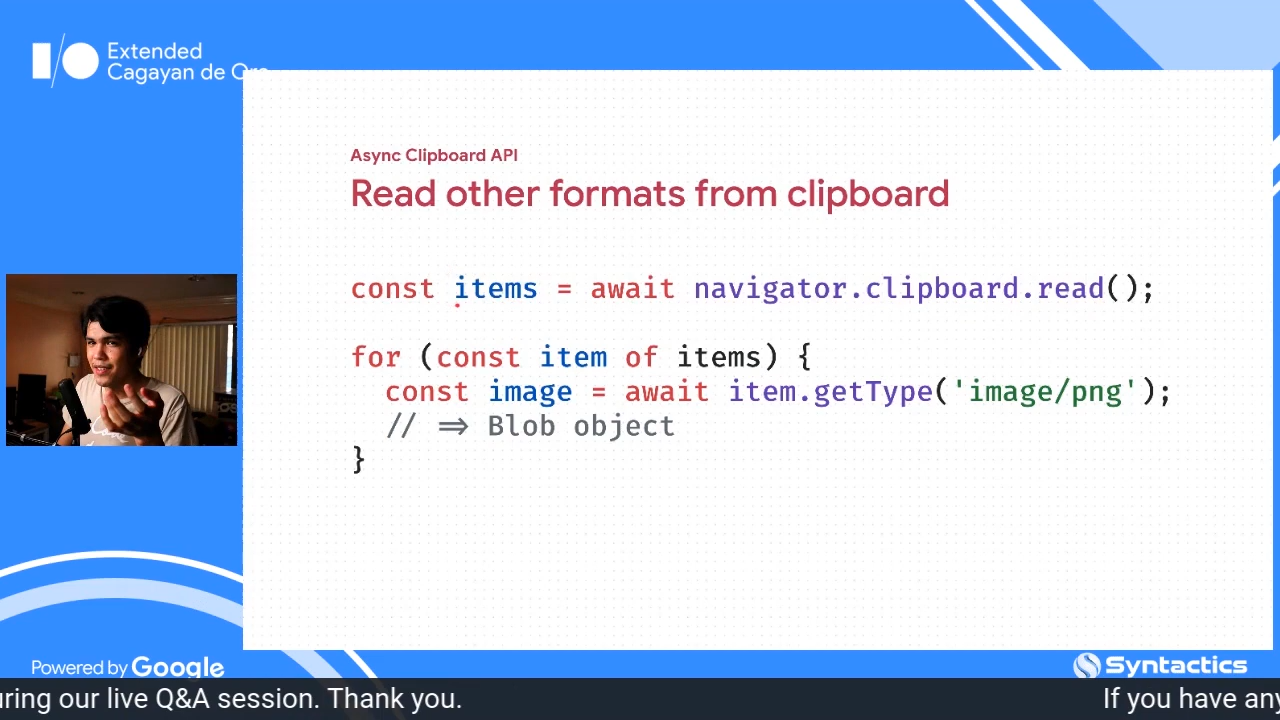 I/O Extended
Cagayan de Oro
Async Clipboard API
Read other formats from clipboard
const items = await navigator.clipboard.read();
for (const item of items) {
const image = await item.getType('image/png');
// => Blob object
}
Powered by Google
Syntactics
uring our live Q&A session. Thank you.
If you have any